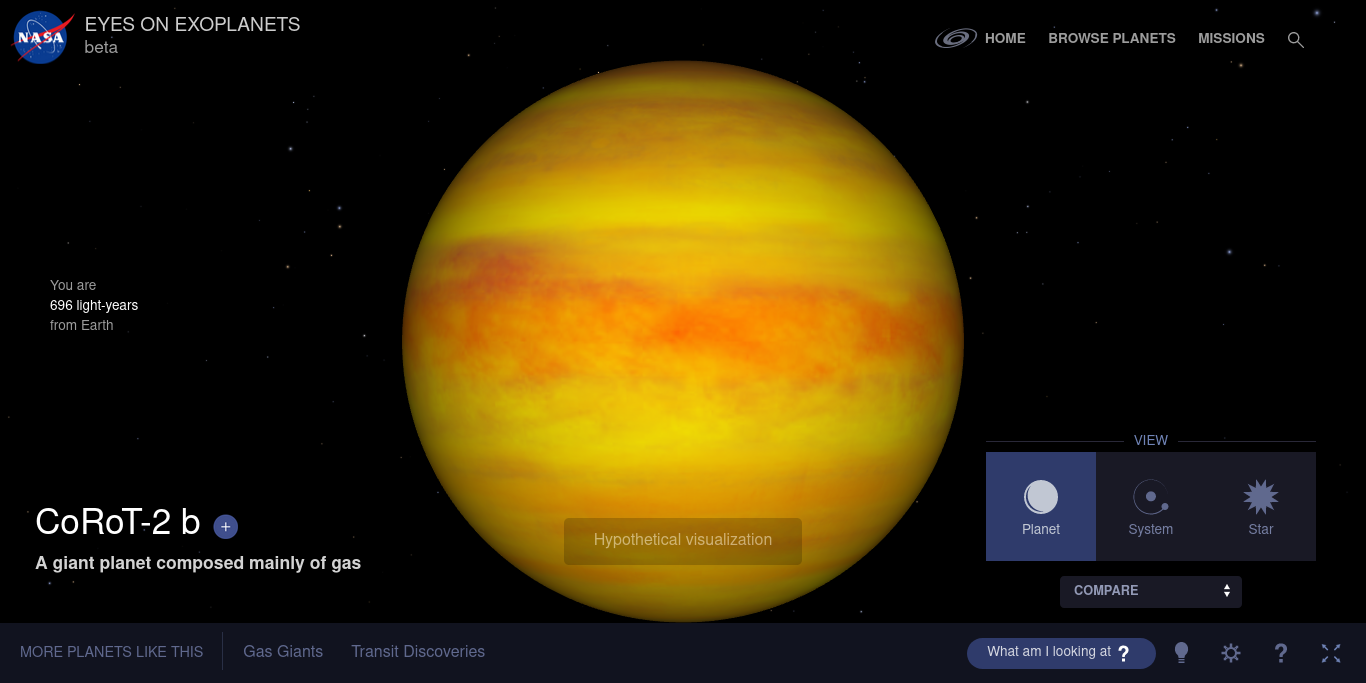 NASA
EYES ON EXOPLANETS
beta
HOME
BROWSE PLANETS
MISSIONS
You are
696 light-years
from Earth
VIEW
Planet
System
Star
CoRoT-2 b +
A giant planet composed mainly of gas
Hypothetical visualization
COMPARE
MORE PLANETS LIKE THIS
Gas Giants
Transit Discoveries
What am I looking at ?
?